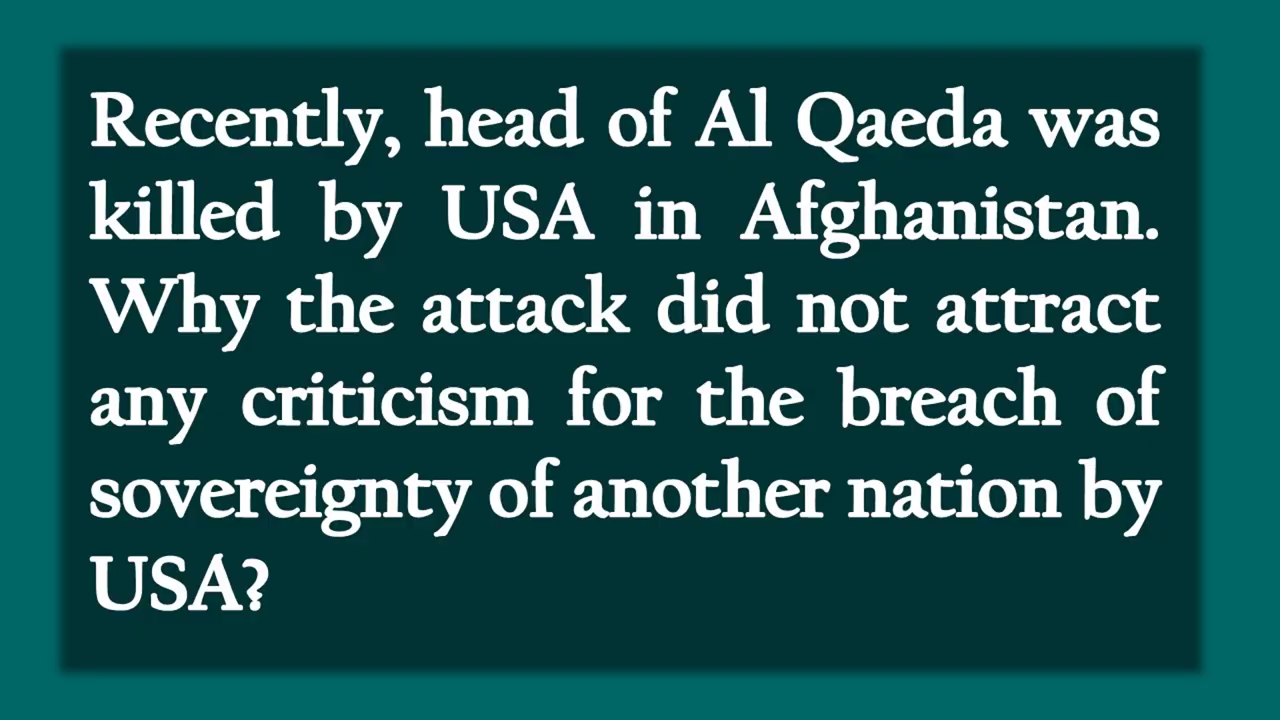 Recently, head of Al Qaeda was
killed by USA in Afghanistan.
Why the attack did not attract
any criticism for the breach of
sovereignty of another nation by
USA?